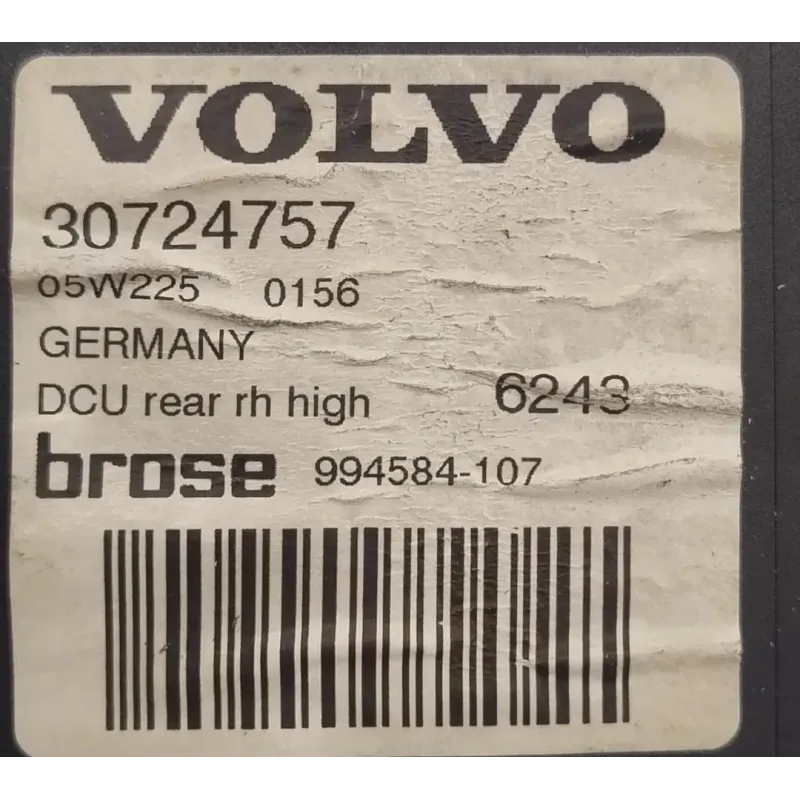 VOLVO
30724757
05W225 0156
GERMANY
DCU rear rh high 6243
brose 994584-107